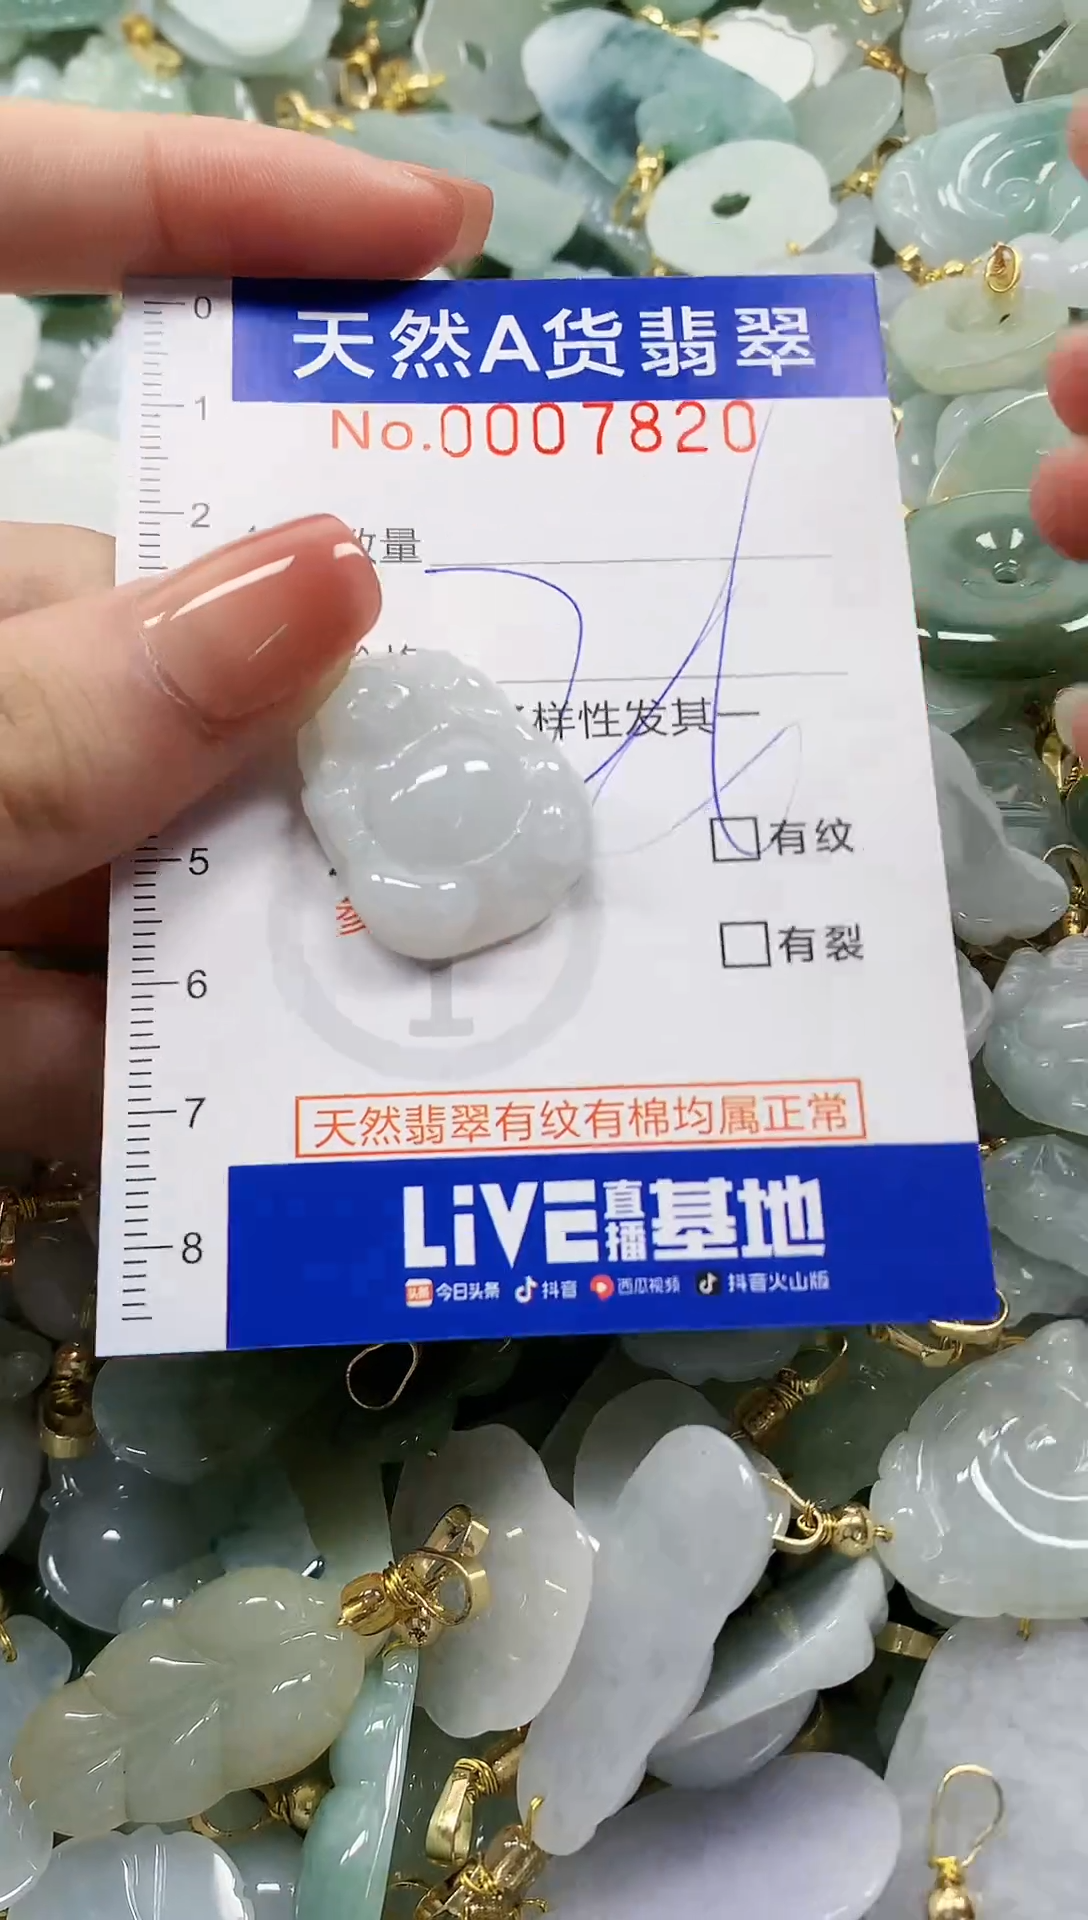 0
天然A货翡翠
1
No.0007820
2
数量
样性发其一
5
有纹
参
有裂
6
7
天然翡翠有纹有棉均属正常
LiVE直播基地
8
头条 今日头条 抖音 西瓜视频 抖音火山版